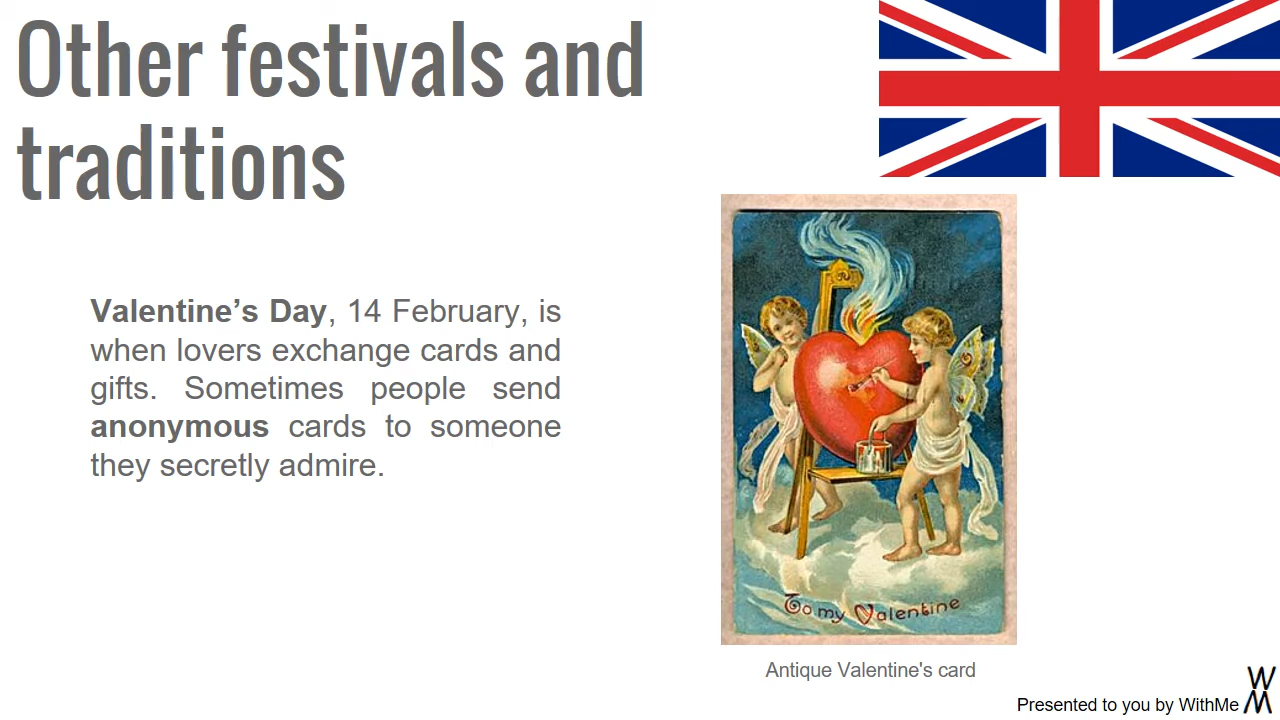 Other festivals and
traditions
Valentine’s Day, 14 February, is
when lovers exchange cards and
gifts. Sometimes people send
anonymous cards to someone
they secretly admire.
To my Valentine
Antique Valentine's card
Presented to you by WithMe
W
M